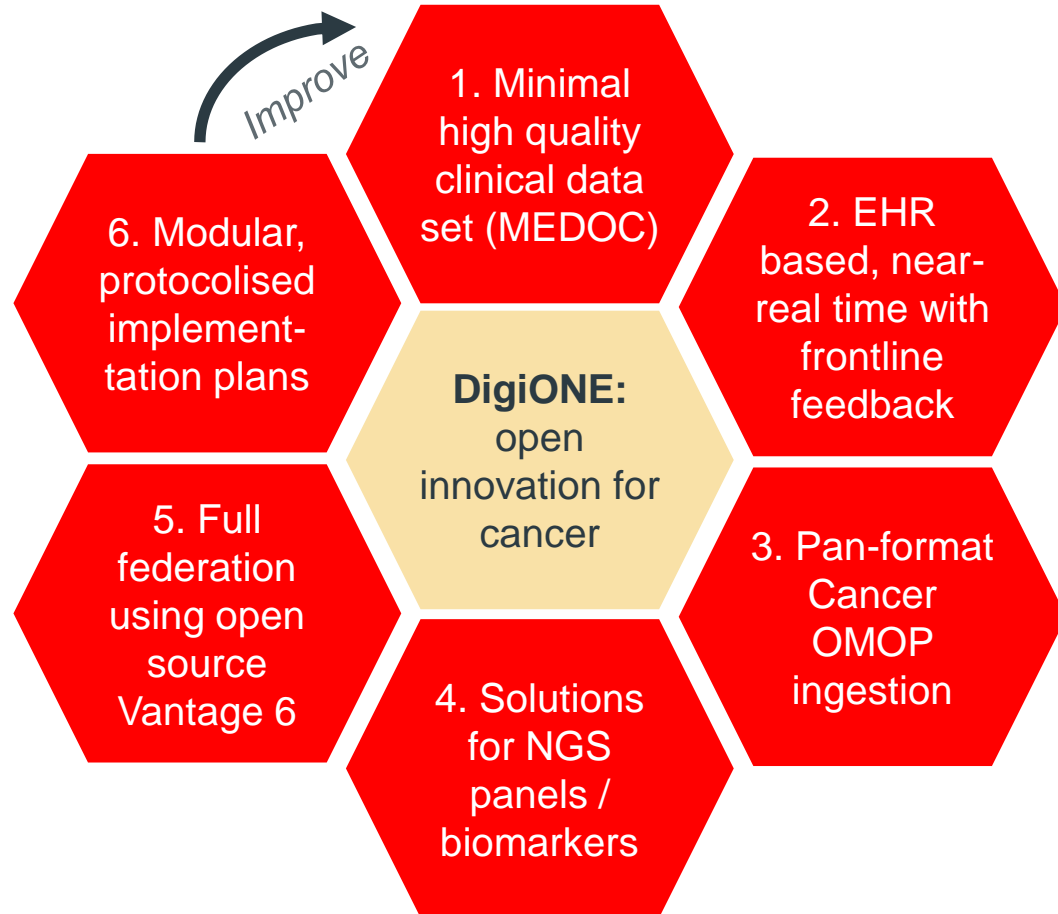 Improve
1. Minimal
high quality
clinical data
set (MEDOC)
2. EHR
based, near-
real time with
frontline
feedback
3. Pan-format
Cancer
OMOP
ingestion
4. Solutions
for NGS
panels /
biomarkers
5. Full
federation
using open
source
Vantage 6
6. Modular,
protocolised
implement-
tation plans
DigiONE:
open
innovation for
cancer